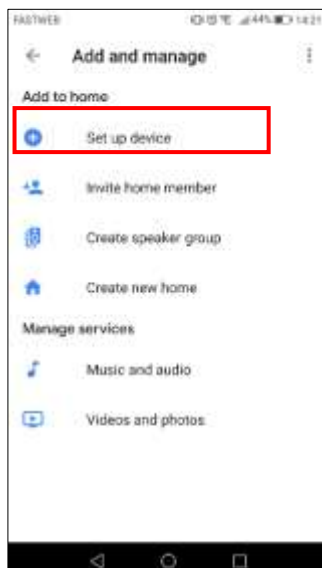 FASTWEB 44% 14:21
Add and manage
Add to home
Set up device
Invite home member
Create speaker group
Create new home
Manage services
Music and audio
Videos and photos